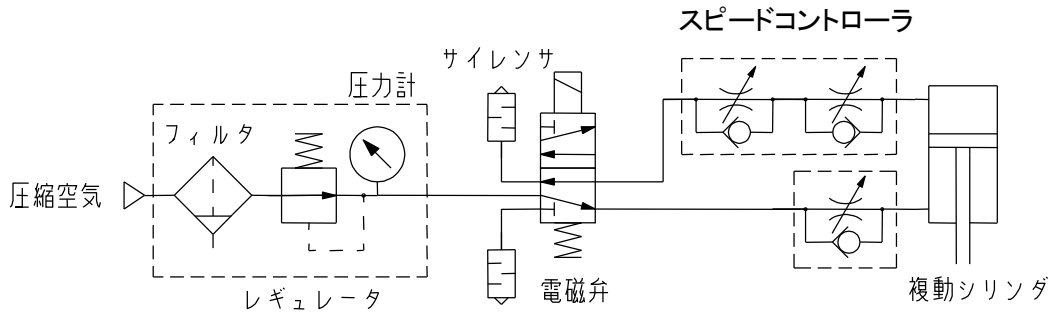 スピードコントローラ
サイレンサ
圧力計
フィルタ
圧縮空気
レギュレータ
電磁弁
複動シリンダ